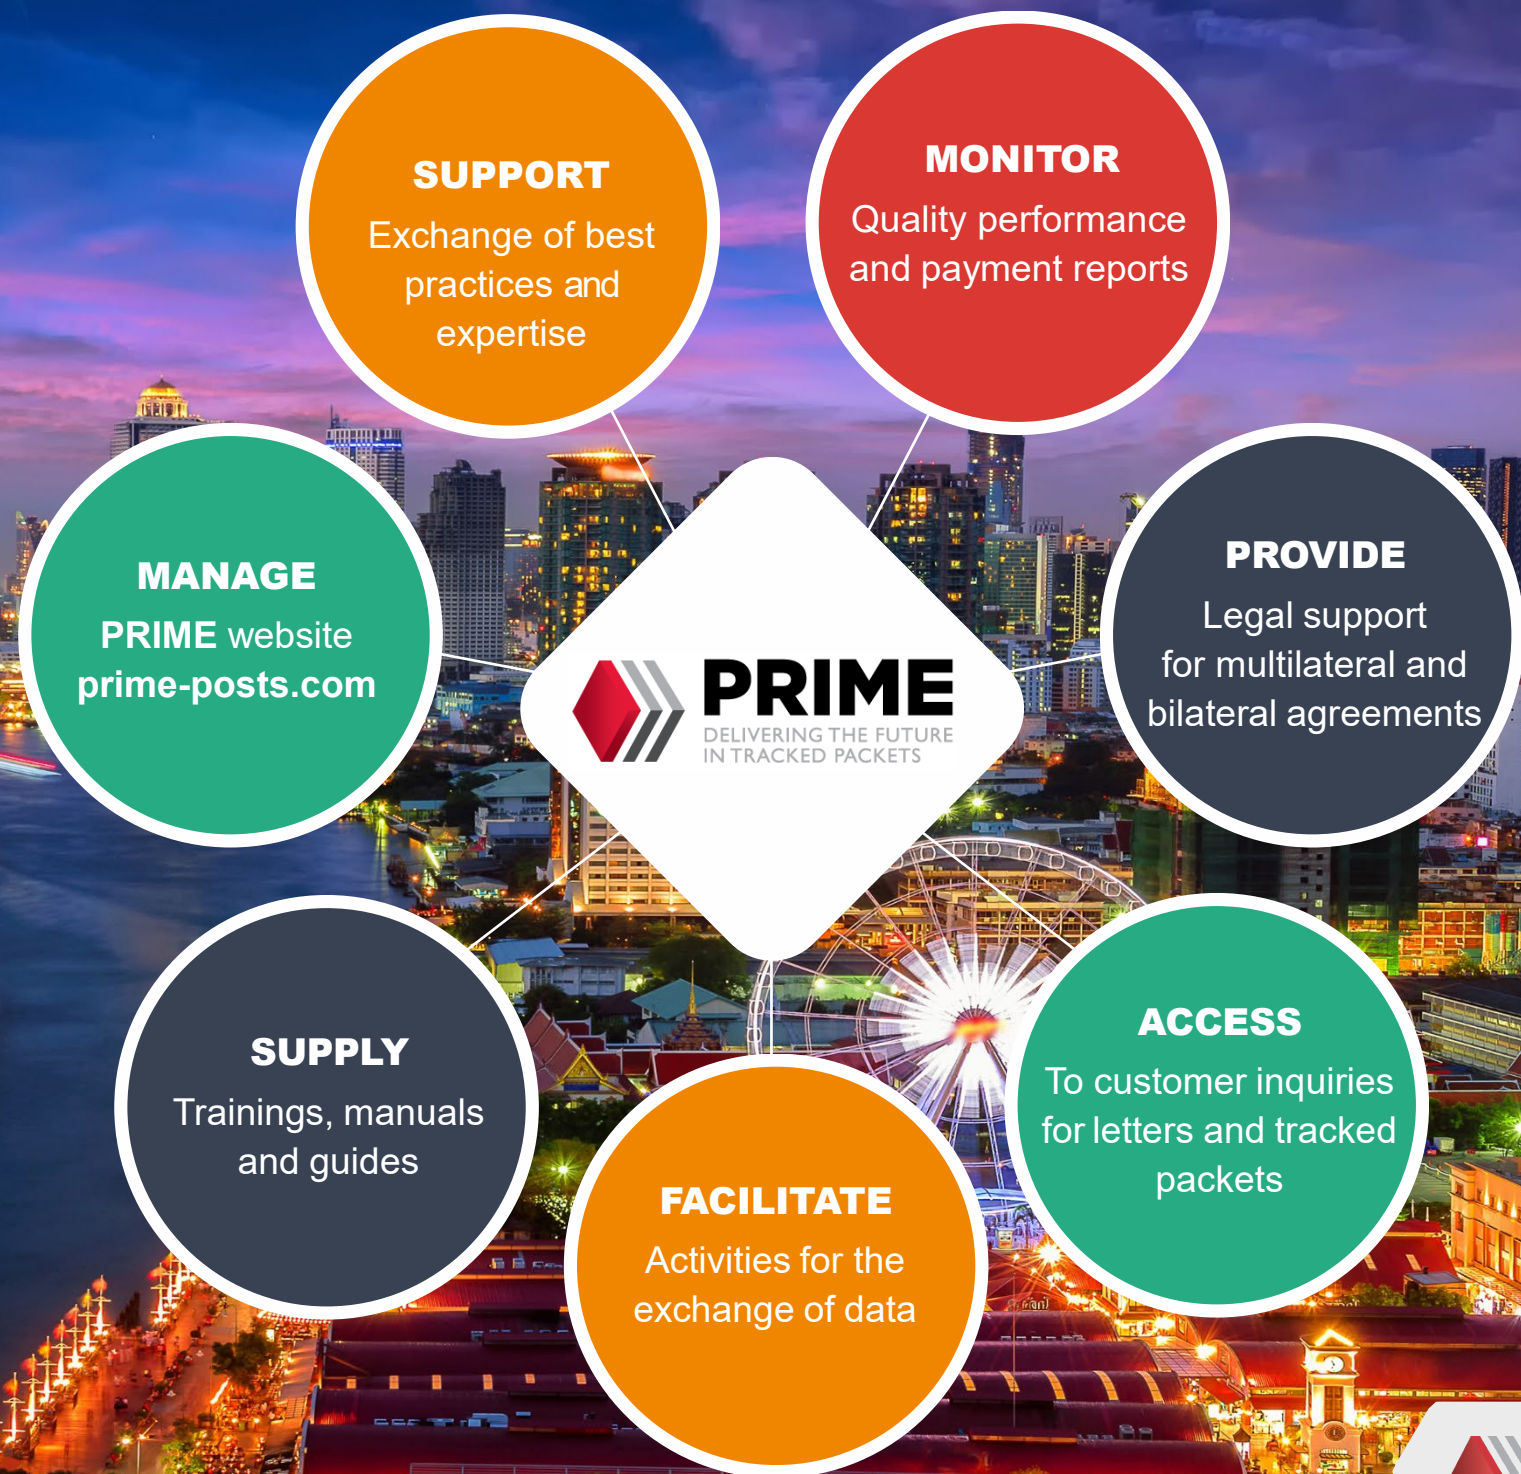 SUPPORT
Exchange of best
practices and
expertise
MONITOR
Quality performance
and payment reports
MANAGE
PRIME website
prime-posts.com
PROVIDE
Legal support
for multilateral and
bilateral agreements
PRIME
DELIVERING THE FUTURE
IN TRACKED PACKETS
SUPPLY
Trainings, manuals
and guides
FACILITATE
Activities for the
exchange of data
ACCESS
To customer inquiries
for letters and tracked
packets